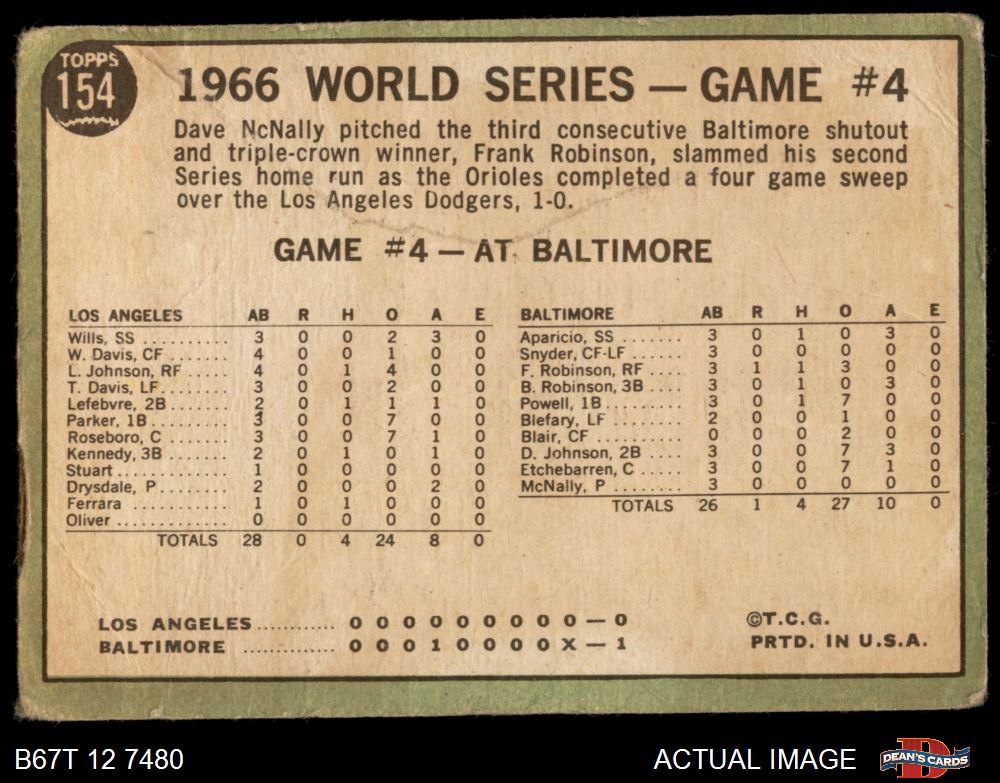 TOPPS
154
1966 WORLD SERIES — GAME #4
Dave NcNally pitched the third consecutive Baltimore shutout
and triple-crown winner, Frank Robinson, slammed his second
Series home run as the Orioles completed a four game sweep
over the Los Angeles Dodgers, 1-0.
GAME #4 — AT BALTIMORE
LOS ANGELES AB R H O A E
Wills, SS .......... 3 0 0 2 3 0
W. Davis, CF ....... 4 0 0 1 0 0
L. Johnson, RF ..... 4 0 1 4 0 0
T. Davis, LF........ 3 0 0 2 0 0
Lefebvre, 2B ....... 2 0 1 1 1 0
Parker, 1B ......... 3 0 0 7 0 0
Roseboro, C ....... 3 0 0 7 1 0
Kennedy, 3B ....... 2 0 1 0 1 0
Stuart ............. 1 0 0 0 0 0
Drysdale, P......... 2 0 0 0 2 0
Ferrara ............ 1 0 1 0 0 0
Oliver ............. 0 0 0 0 0 0
TOTALS 28 0 4 24 8 0
BALTIMORE AB R H O A E
Aparicio, SS ....... 3 0 1 0 3 0
Snyder, CF-LF ..... 3 0 0 0 0 0
F. Robinson, RF .... 3 1 1 3 0 0
B. Robinson, 3B .... 3 0 1 0 3 0
Powell, 1B .......... 3 0 1 7 0 0
Blefary, LF ......... 2 0 0 1 0 0
Blair, CF ........... 0 0 0 2 0 0
D. Johnson, 2B ..... 3 0 0 7 3 0
Etchebarren, C ..... 3 0 0 7 1 0
McNally, P .......... 3 0 0 0 0 0
TOTALS 26 1 4 27 10 0
LOS ANGELES ............ 0 0 0 0 0 0 0 0 0 — 0
BALTIMORE .............. 0 0 0 1 0 0 0 0 X — 1
©T.C.G.
PRTD. IN U.S.A.
B67T 12 7480
ACTUAL IMAGE
DEAN'S CARDS